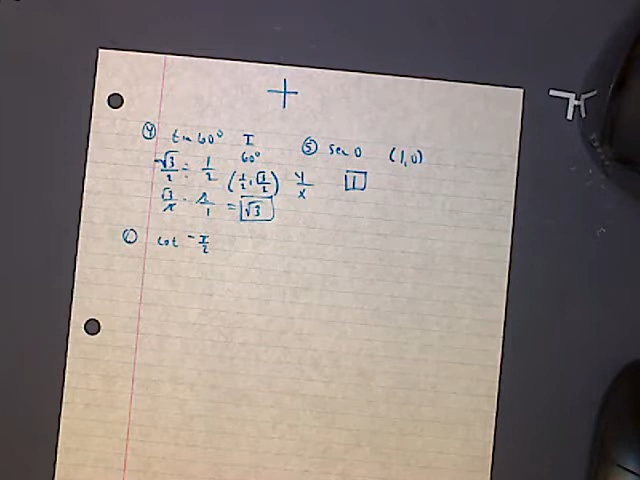 ④ tan 60° I
√3/2 ÷ 1/2 60° (1/2, √3/2) y/x
√3/2 · 2/1 = √3
⑤ sec 0 (1,0)
1
⑥ cot -π/2